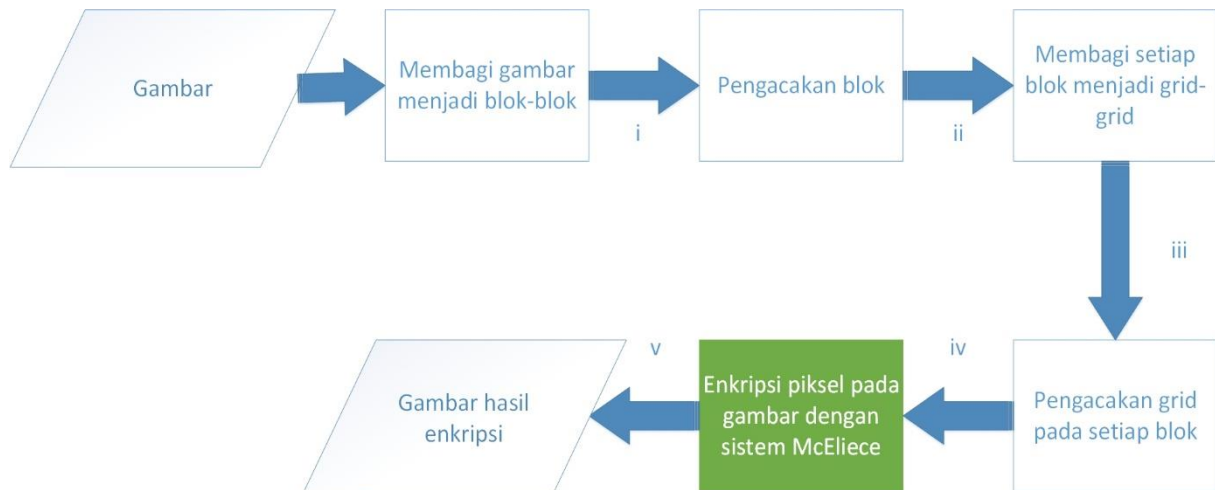 Gambar
Membagi gambar
menjadi blok-blok
i
Pengacakan blok
ii
Membagi setiap
blok menjadi grid-
grid
iii
Pengacakan grid
pada setiap blok
iv
Enkripsi piksel pada
gambar dengan
sistem McEliece
v
Gambar hasil
enkripsi